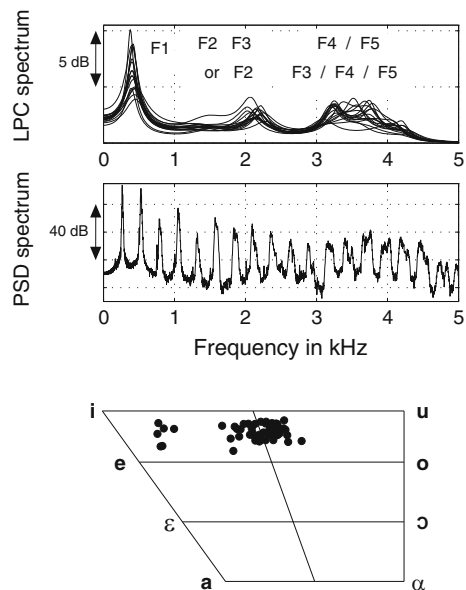 LPC spectrum
5 dB
F1 F2 F3 F4 / F5
or F2 F3 / F4 / F5
0 1 2 3 4 5
PSD spectrum
40 dB
0 1 2 3 4 5
Frequency in kHz
i u
e o
ε ɔ
a α